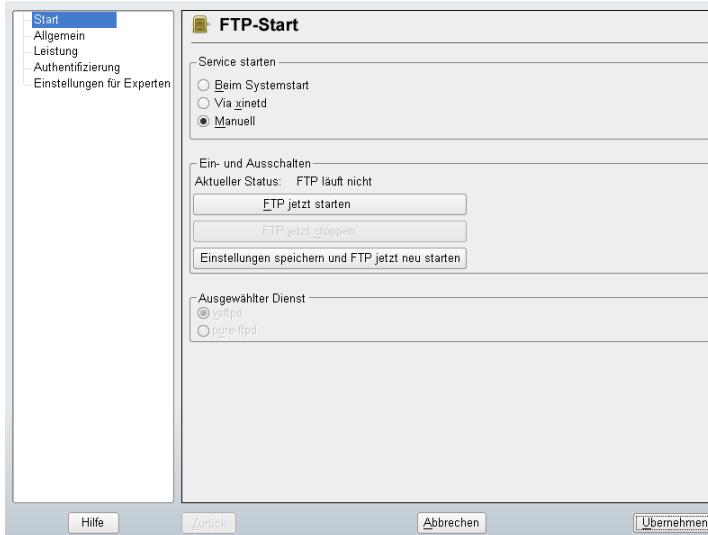 Start
Allgemein
Leistung
Authentifizierung
Einstellungen für Experten
FTP-Start
Service starten
Beim Systemstart
Via xinetd
Manuell
Ein- und Ausschalten
Aktueller Status: FTP läuft nicht
FTP jetzt starten
FTP jetzt stoppen
Einstellungen speichern und FTP jetzt neu starten
Ausgewählter Dienst
vsftpd
pure-ftpd
Hilfe
Zurück
Abbrechen
Übernehmen